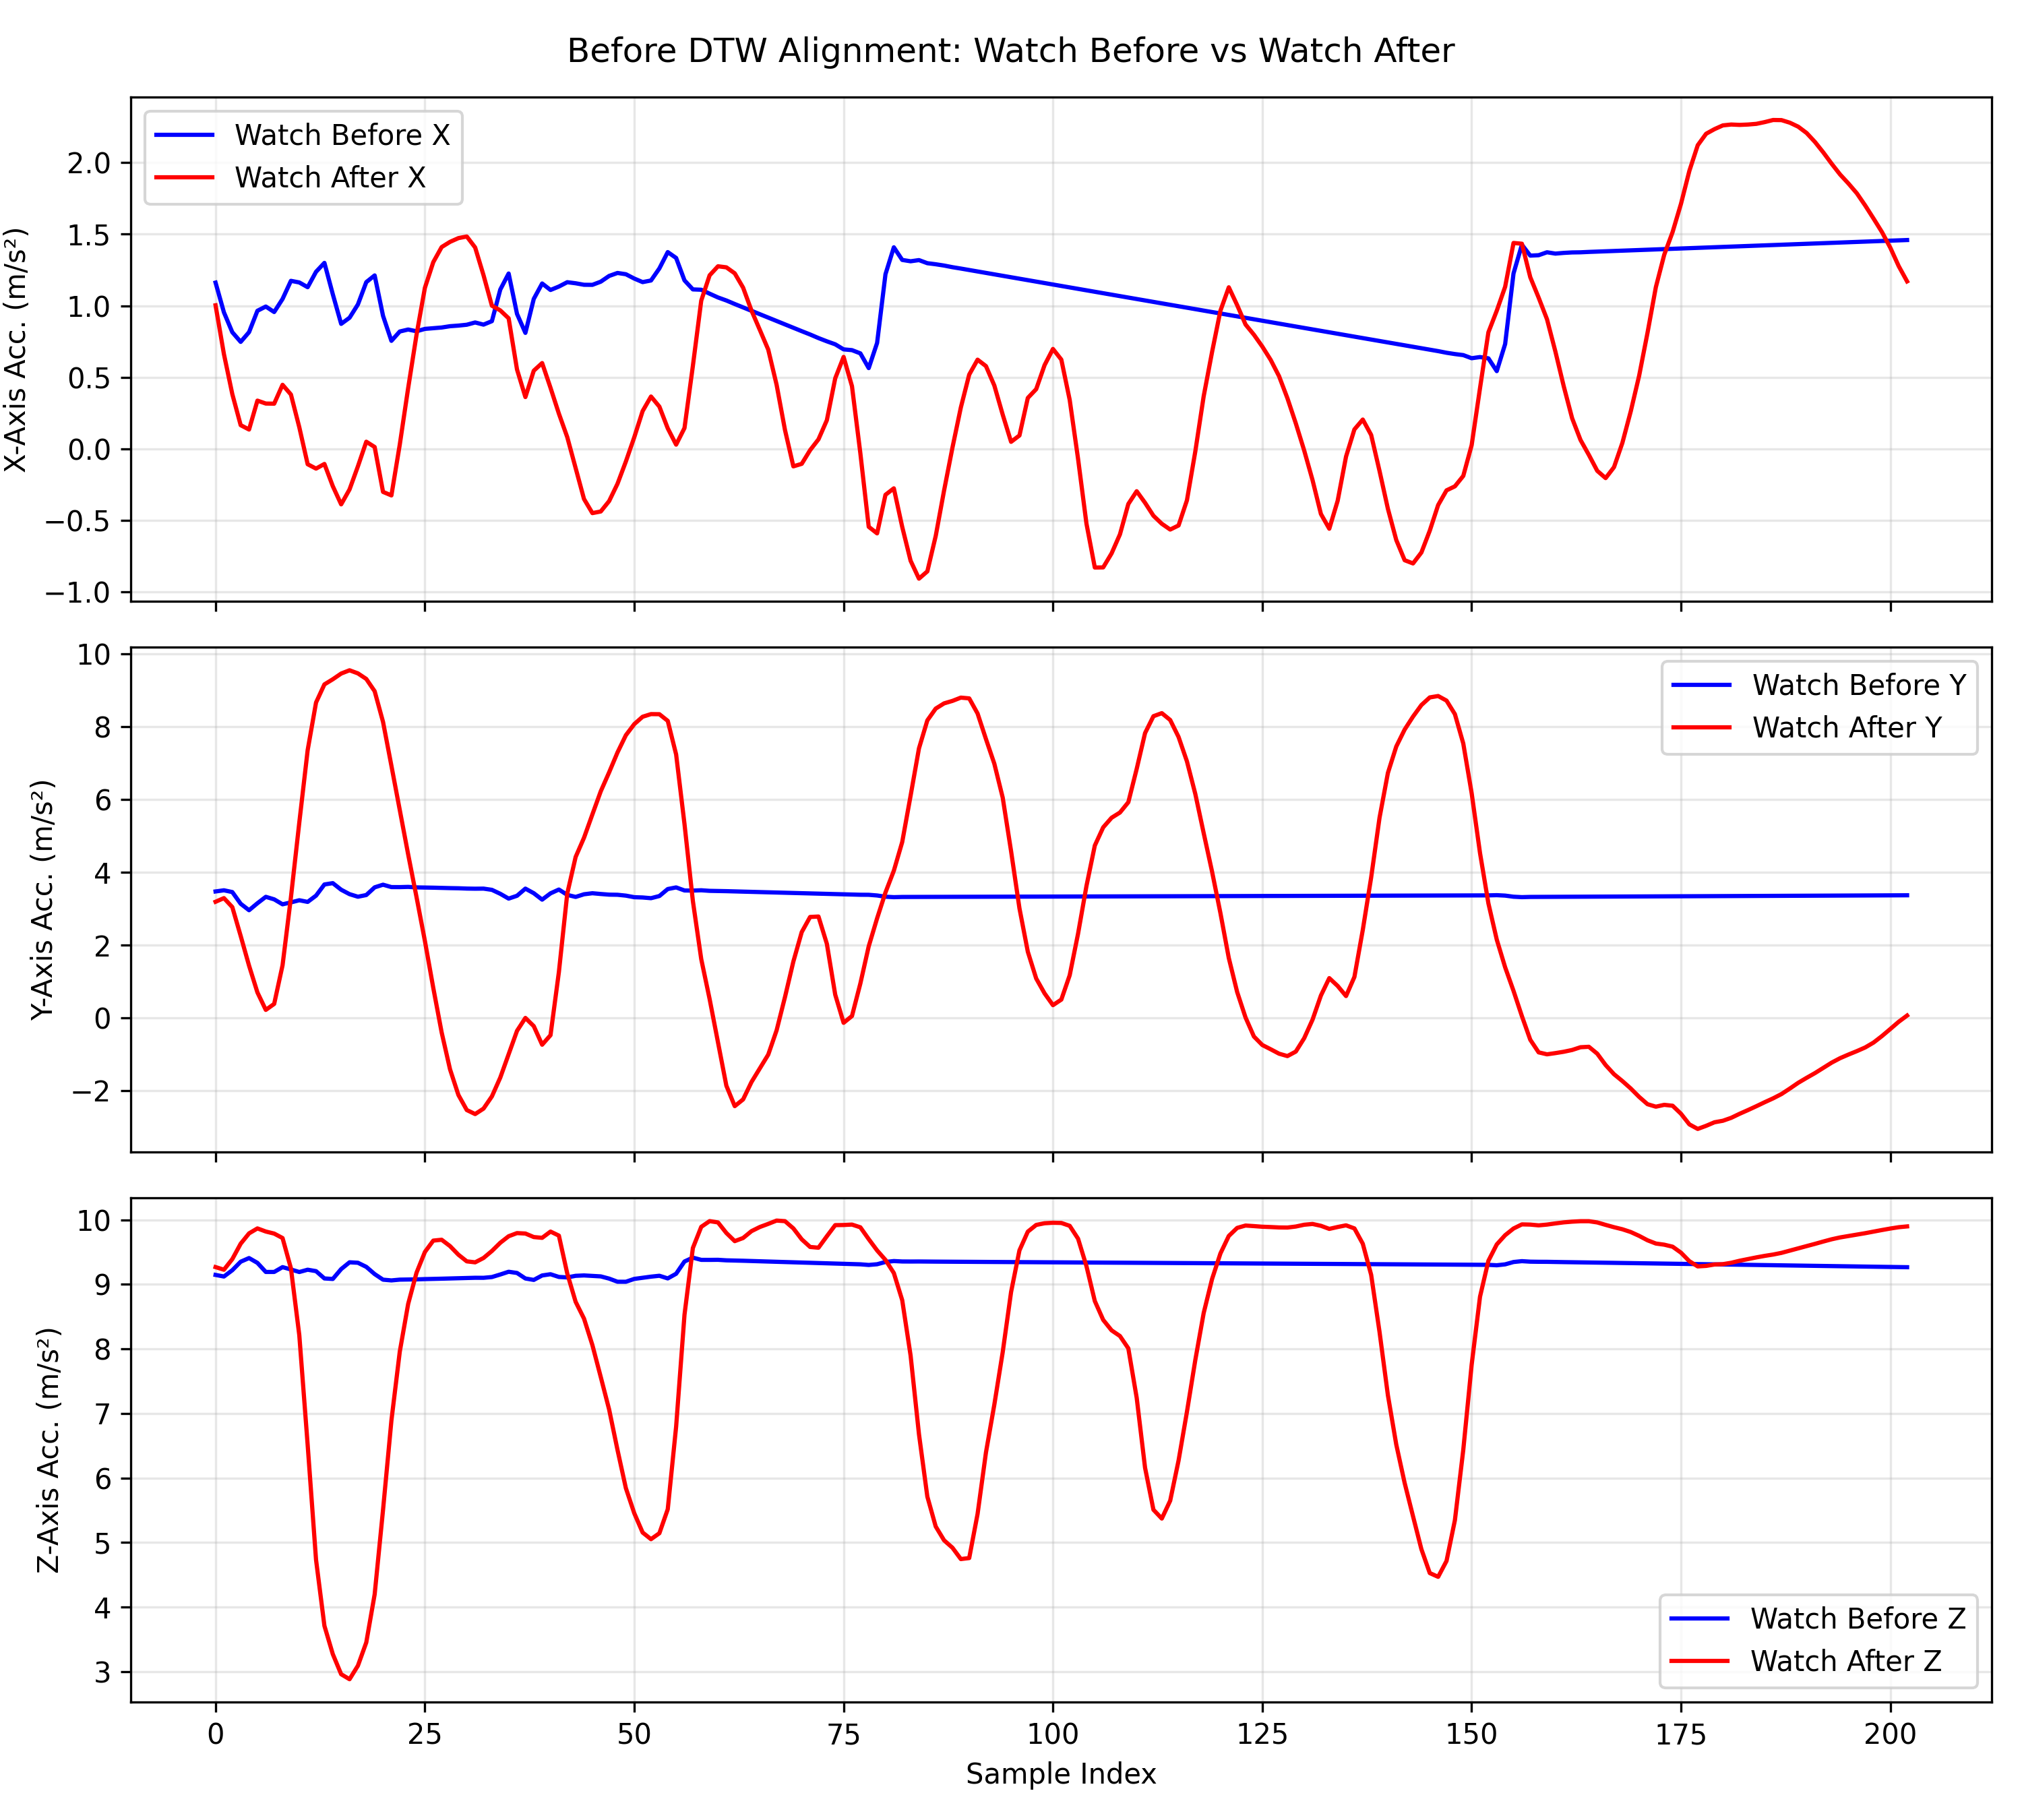 Before DTW Alignment: Watch Before vs Watch After
Watch Before X
Watch After X
X-Axis Acc. (m/s²)
2.0
1.5
1.0
0.5
0.0
−0.5
−1.0
Watch Before Y
Watch After Y
Y-Axis Acc. (m/s²)
10
8
6
4
2
0
−2
Watch Before Z
Watch After Z
Z-Axis Acc. (m/s²)
10
9
8
7
6
5
4
3
0 25 50 75 100 125 150 175 200
Sample Index